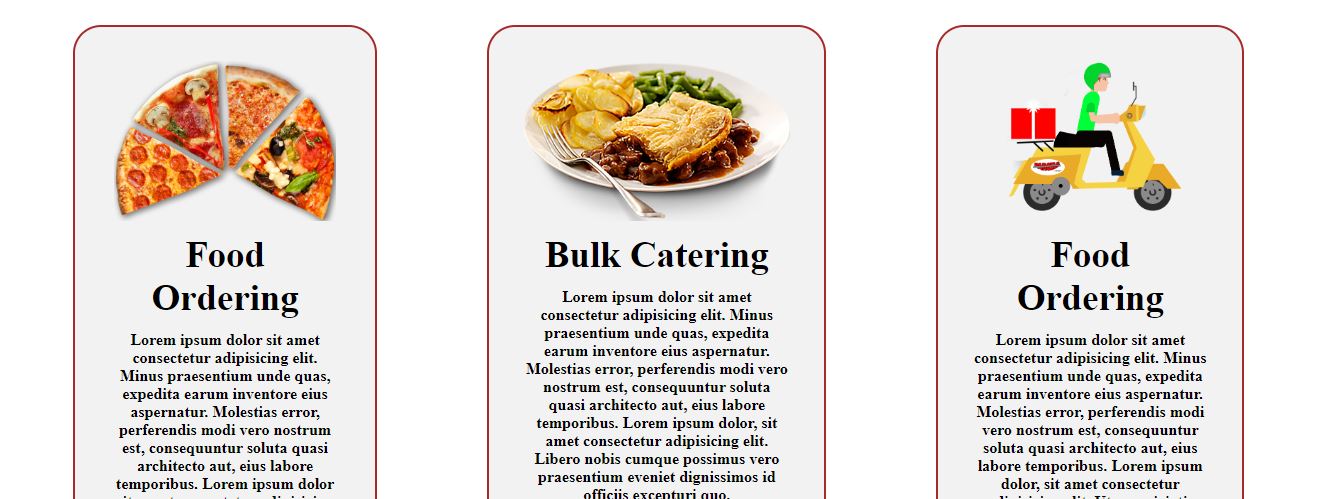 Food
Ordering
Lorem ipsum dolor sit amet
consectetur adipisicing elit.
Minus praesentium unde quas,
expedita earum inventore eius
aspernatur. Molestias error,
perferendis modi vero nostrum
est, consequuntur soluta quasi
architecto aut, eius labore
temporibus. Lorem ipsum dolor
Bulk Catering
Lorem ipsum dolor sit amet
consectetur adipisicing elit. Minus
praesentium unde quas, expedita
earum inventore eius aspernatur.
Molestias error, perferendis modi vero
nostrum est, consequuntur soluta
quasi architecto aut, eius labore
temporibus. Lorem ipsum dolor, sit
amet consectetur adipisicing elit.
Libero nobis cumque possimus vero
praesentium eveniet dignissimos id
officiis excepturi quo.
Food
Ordering
Lorem ipsum dolor sit amet
consectetur adipisicing elit. Minus
praesentium unde quas, expedita
earum inventore eius aspernatur.
Molestias error, perferendis modi
vero nostrum est, consequuntur
soluta quasi architecto aut, eius
labore temporibus. Lorem ipsum
dolor, sit amet consectetur